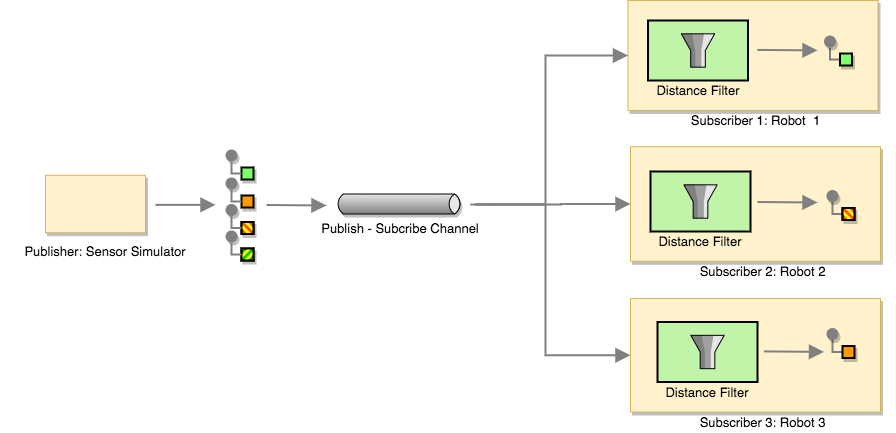 Distance Filter
Subscriber 1: Robot  1
Publisher: Sensor Simulator
Publish - Subcribe Channel
Distance Filter
Subscriber 2: Robot 2
Distance Filter
Subscriber 3: Robot 3